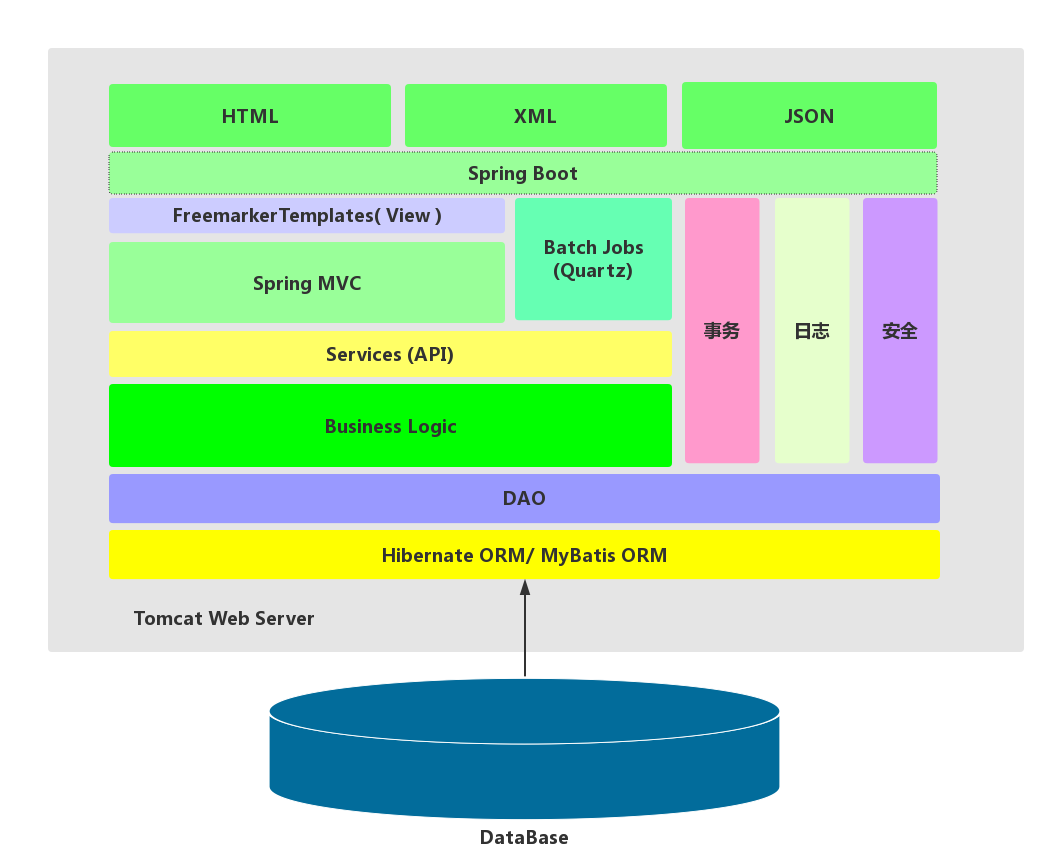 HTML
XML
JSON
Spring Boot
FreemarkerTemplates( View )
Batch Jobs
(Quartz)
Spring MVC
事务
日志
安全
Services (API)
Business Logic
DAO
Hibernate ORM/ MyBatis ORM
Tomcat Web Server
DataBase